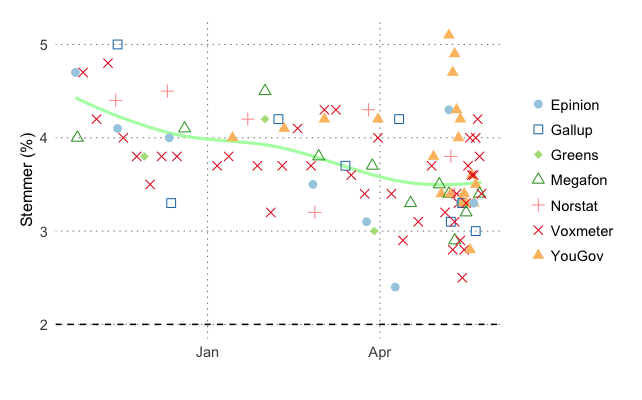 5
4
3
2
Stemmer (%)
Jan
Apr
Epinion
Gallup
Greens
Megafon
Norstat
Voxmeter
YouGov